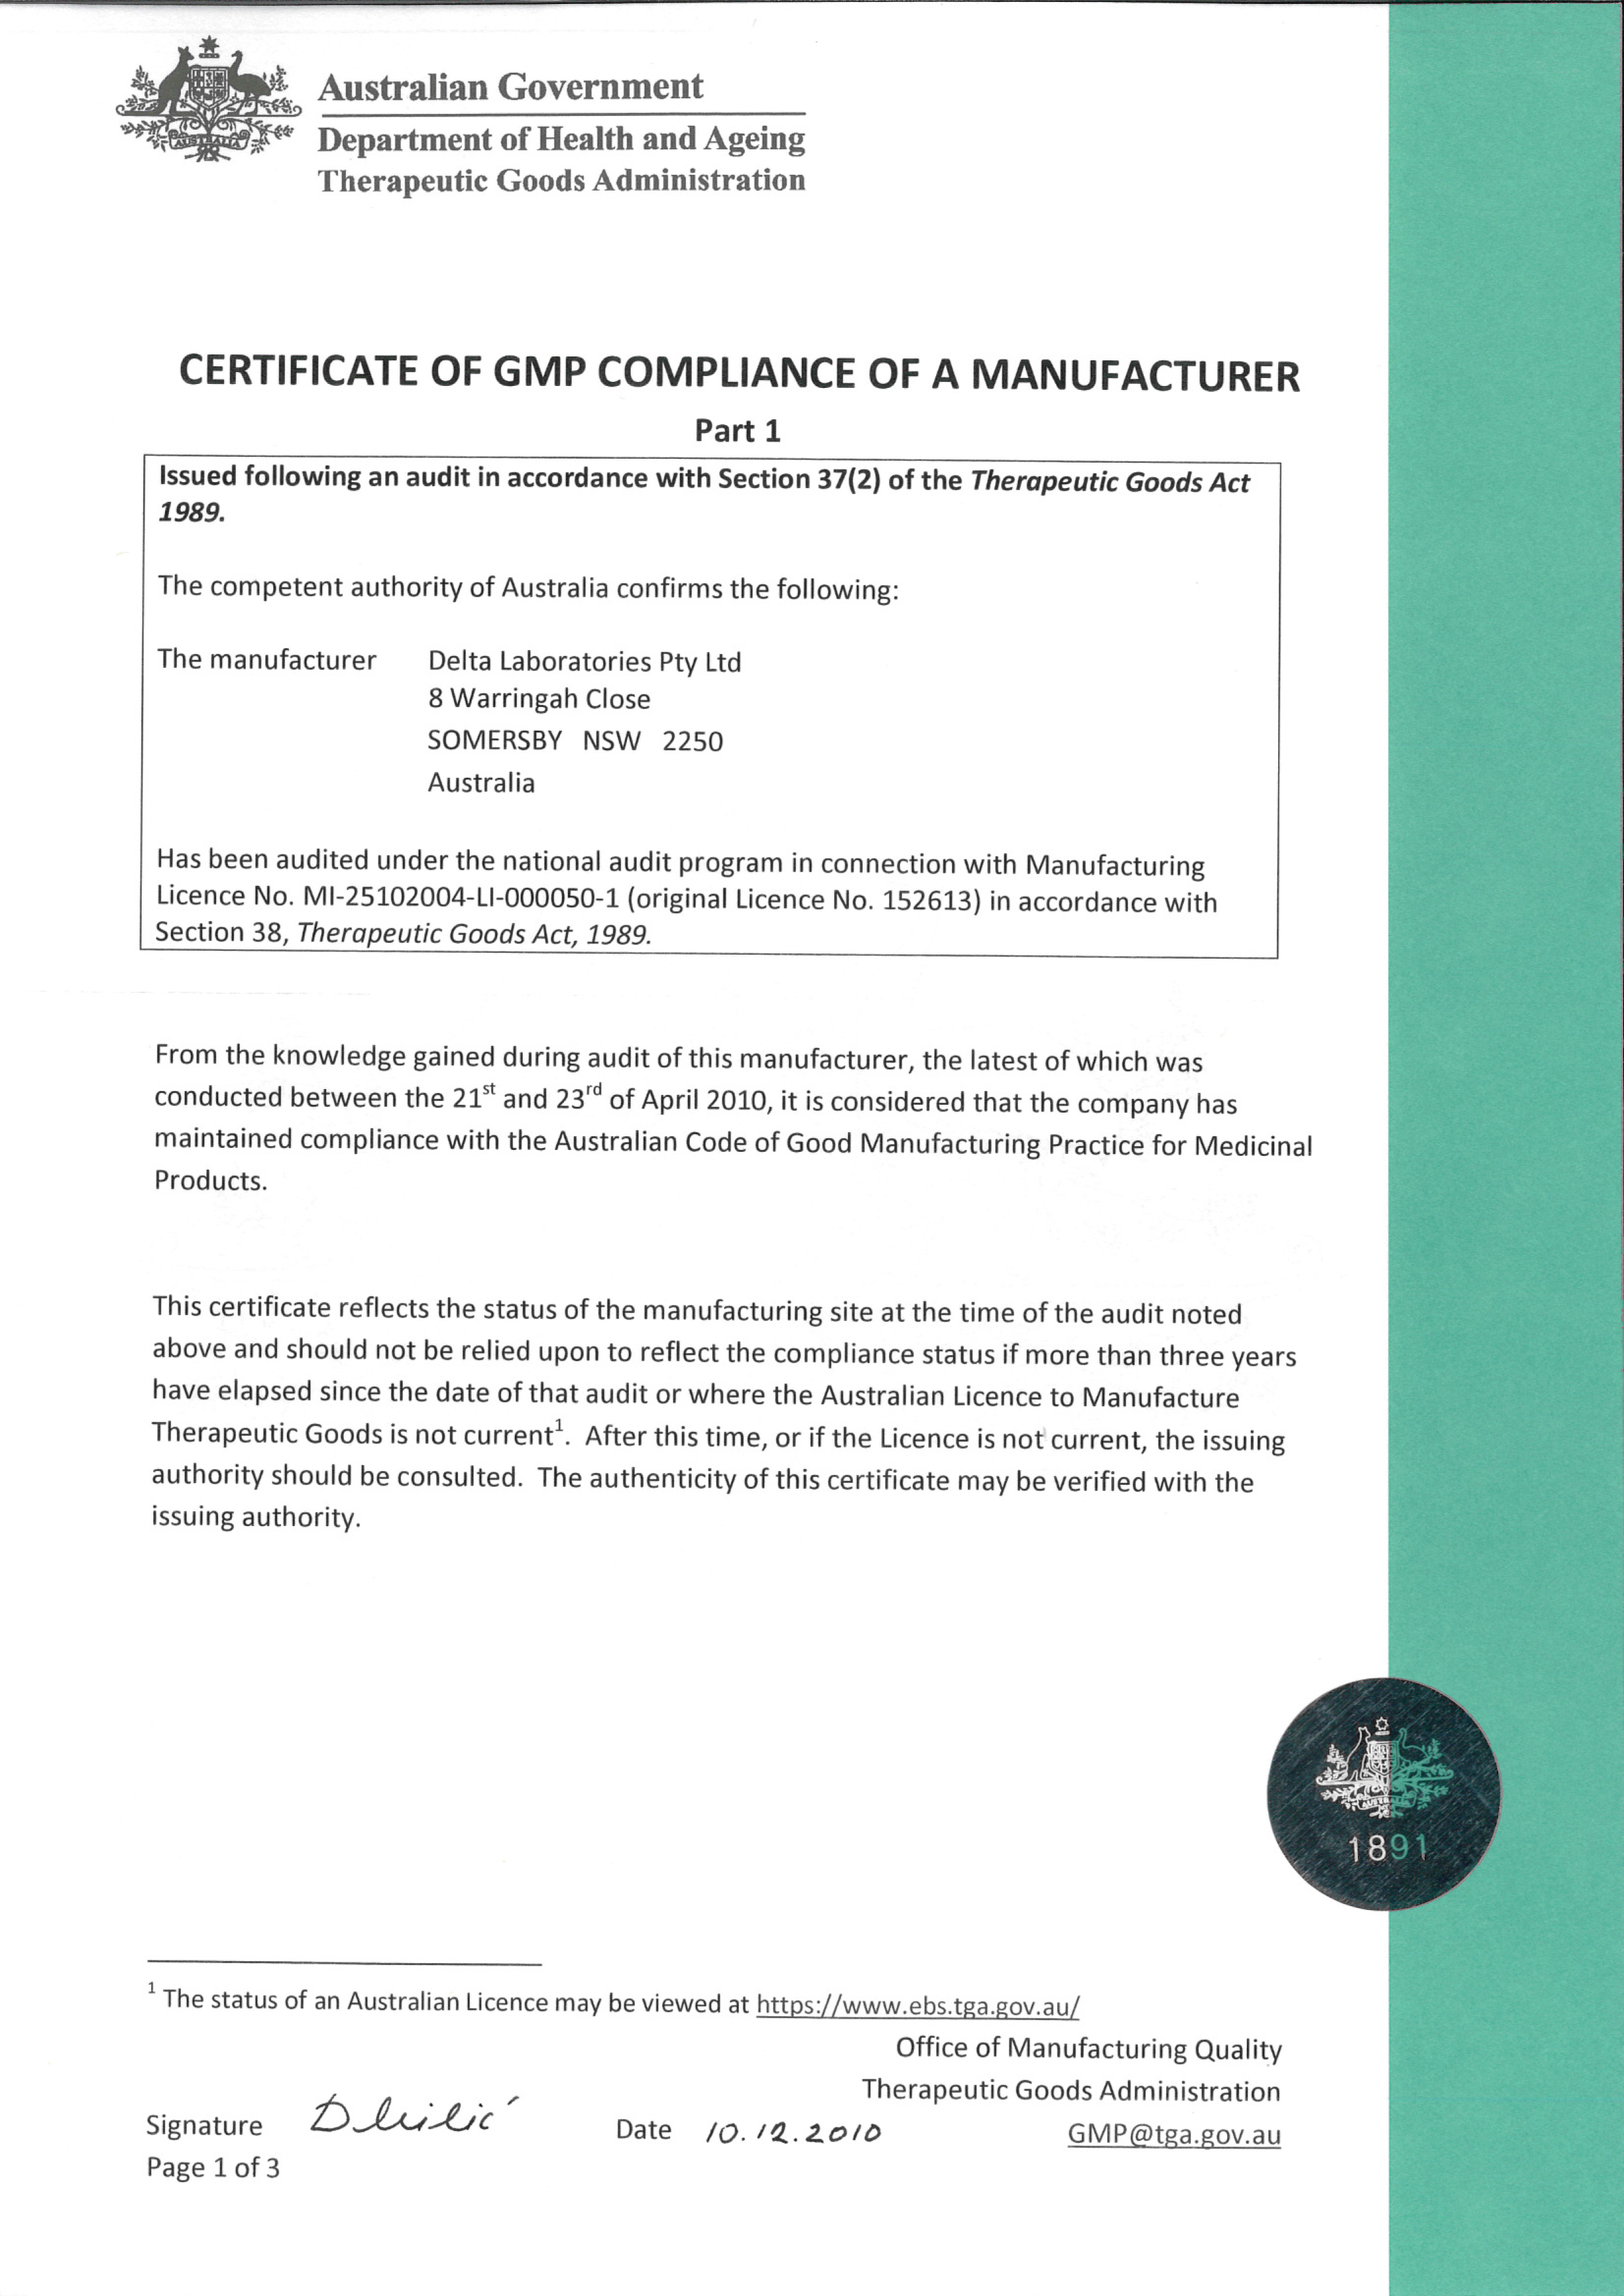 Australian Government
Department of Health and Ageing
Therapeutic Goods Administration
AUSTRALIA
CERTIFICATE OF GMP COMPLIANCE OF A MANUFACTURER
Part 1
Issued following an audit in accordance with Section 37(2) of the Therapeutic Goods Act
1989.
The competent authority of Australia confirms the following:
The manufacturer Delta Laboratories Pty Ltd
8 Warringah Close
SOMERSBY NSW 2250
Australia
Has been audited under the national audit program in connection with Manufacturing
Licence No. MI-25102004-LI-000050-1 (original Licence No. 152613) in accordance with
Section 38, Therapeutic Goods Act, 1989.
From the knowledge gained during audit of this manufacturer, the latest of which was
conducted between the 21st and 23rd of April 2010, it is considered that the company has
maintained compliance with the Australian Code of Good Manufacturing Practice for Medicinal
Products.
This certificate reflects the status of the manufacturing site at the time of the audit noted
above and should not be relied upon to reflect the compliance status if more than three years
have elapsed since the date of that audit or where the Australian Licence to Manufacture
Therapeutic Goods is not current1. After this time, or if the Licence is not current, the issuing
authority should be consulted. The authenticity of this certificate may be verified with the
issuing authority.
1891
1 The status of an Australian Licence may be viewed at https://www.ebs.tga.gov.au/
Office of Manufacturing Quality
Therapeutic Goods Administration
Signature Date 10.12.2010 GMP@tga.gov.au
Page 1 of 3